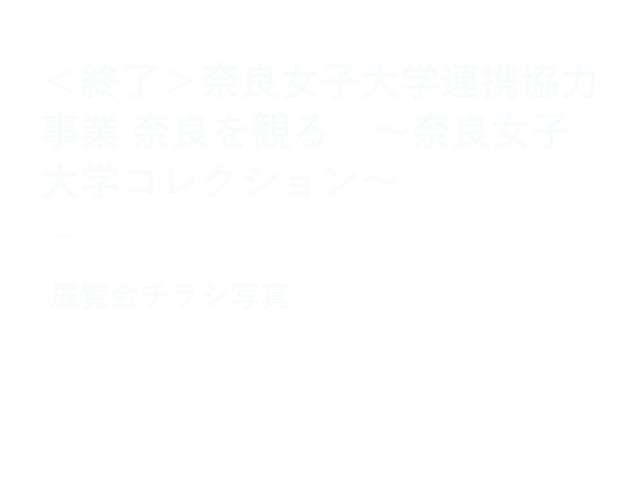 ＜終了＞奈良女子大学連携協力
事業 奈良を観る　～奈良女子
大学コレクション～
展覧会チラシ写真